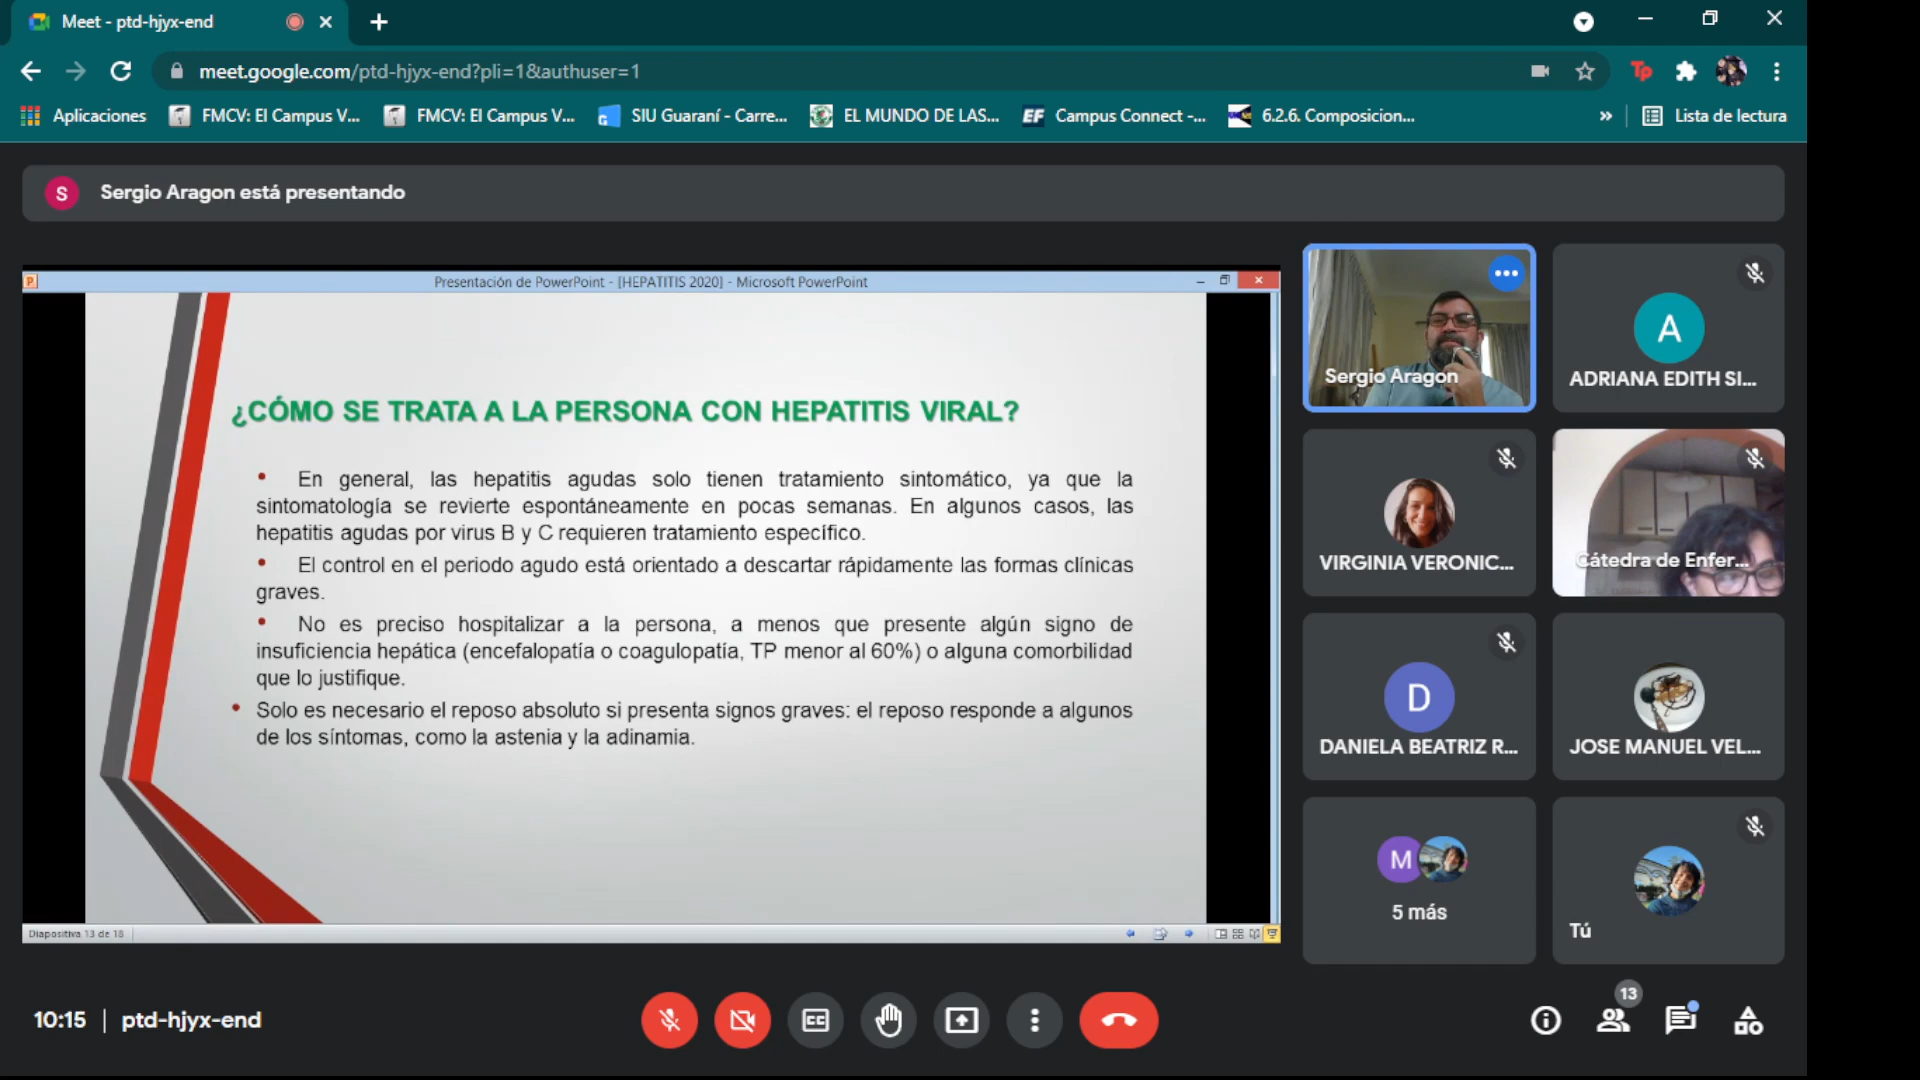 Meet - ptd-hjyx-end
meet.google.com/ptd-hjyx-end?pli=1&authuser=1
Tp
Aplicaciones
FMCV: El Campus V...
FMCV: El Campus V...
SIU Guaraní - Carre...
EL MUNDO DE LAS...
EF Campus Connect -...
6.2.6. Composicion...
»
Lista de lectura
S Sergio Aragon está presentando
Presentación de PowerPoint - [HEPATITIS 2020] - Microsoft PowerPoint
¿CÓMO SE TRATA A LA PERSONA CON HEPATITIS VIRAL?
• En general, las hepatitis agudas solo tienen tratamiento sintomático, ya que la
sintomatología se revierte espontáneamente en pocas semanas. En algunos casos, las
hepatitis agudas por virus B y C requieren tratamiento específico.
• El control en el periodo agudo está orientado a descartar rápidamente las formas clínicas
graves.
• No es preciso hospitalizar a la persona, a menos que presente algún signo de
insuficiencia hepática (encefalopatía o coagulopatía, TP menor al 60%) o alguna comorbilidad
que lo justifique.
• Solo es necesario el reposo absoluto si presenta signos graves: el reposo responde a algunos
de los síntomas, como la astenia y la adinamia.
Diapositiva 13 de 18
Sergio Aragon
A
ADRIANA EDITH SI...
VIRGINIA VERONIC...
Cátedra de Enfer...
D
DANIELA BEATRIZ R...
JOSE MANUEL VEL...
M
5 más
Tú
10:15 | ptd-hjyx-end
CC
13